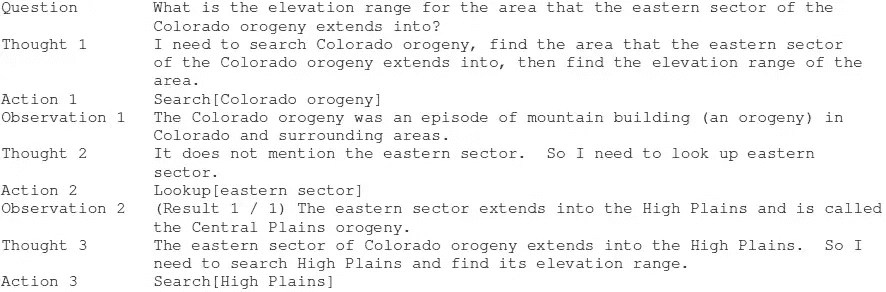 Question What is the elevation range for the area that the eastern sector of the
Colorado orogeny extends into?
Thought 1 I need to search Colorado orogeny, find the area that the eastern sector
of the Colorado orogeny extends into, then find the elevation range of the
area.
Action 1 Search[Colorado orogeny]
Observation 1 The Colorado orogeny was an episode of mountain building (an orogeny) in
Colorado and surrounding areas.
Thought 2 It does not mention the eastern sector. So I need to look up eastern
sector.
Action 2 Lookup[eastern sector]
Observation 2 (Result 1 / 1) The eastern sector extends into the High Plains and is called
the Central Plains orogeny.
Thought 3 The eastern sector of Colorado orogeny extends into the High Plains. So I
need to search High Plains and find its elevation range.
Action 3 Search[High Plains]